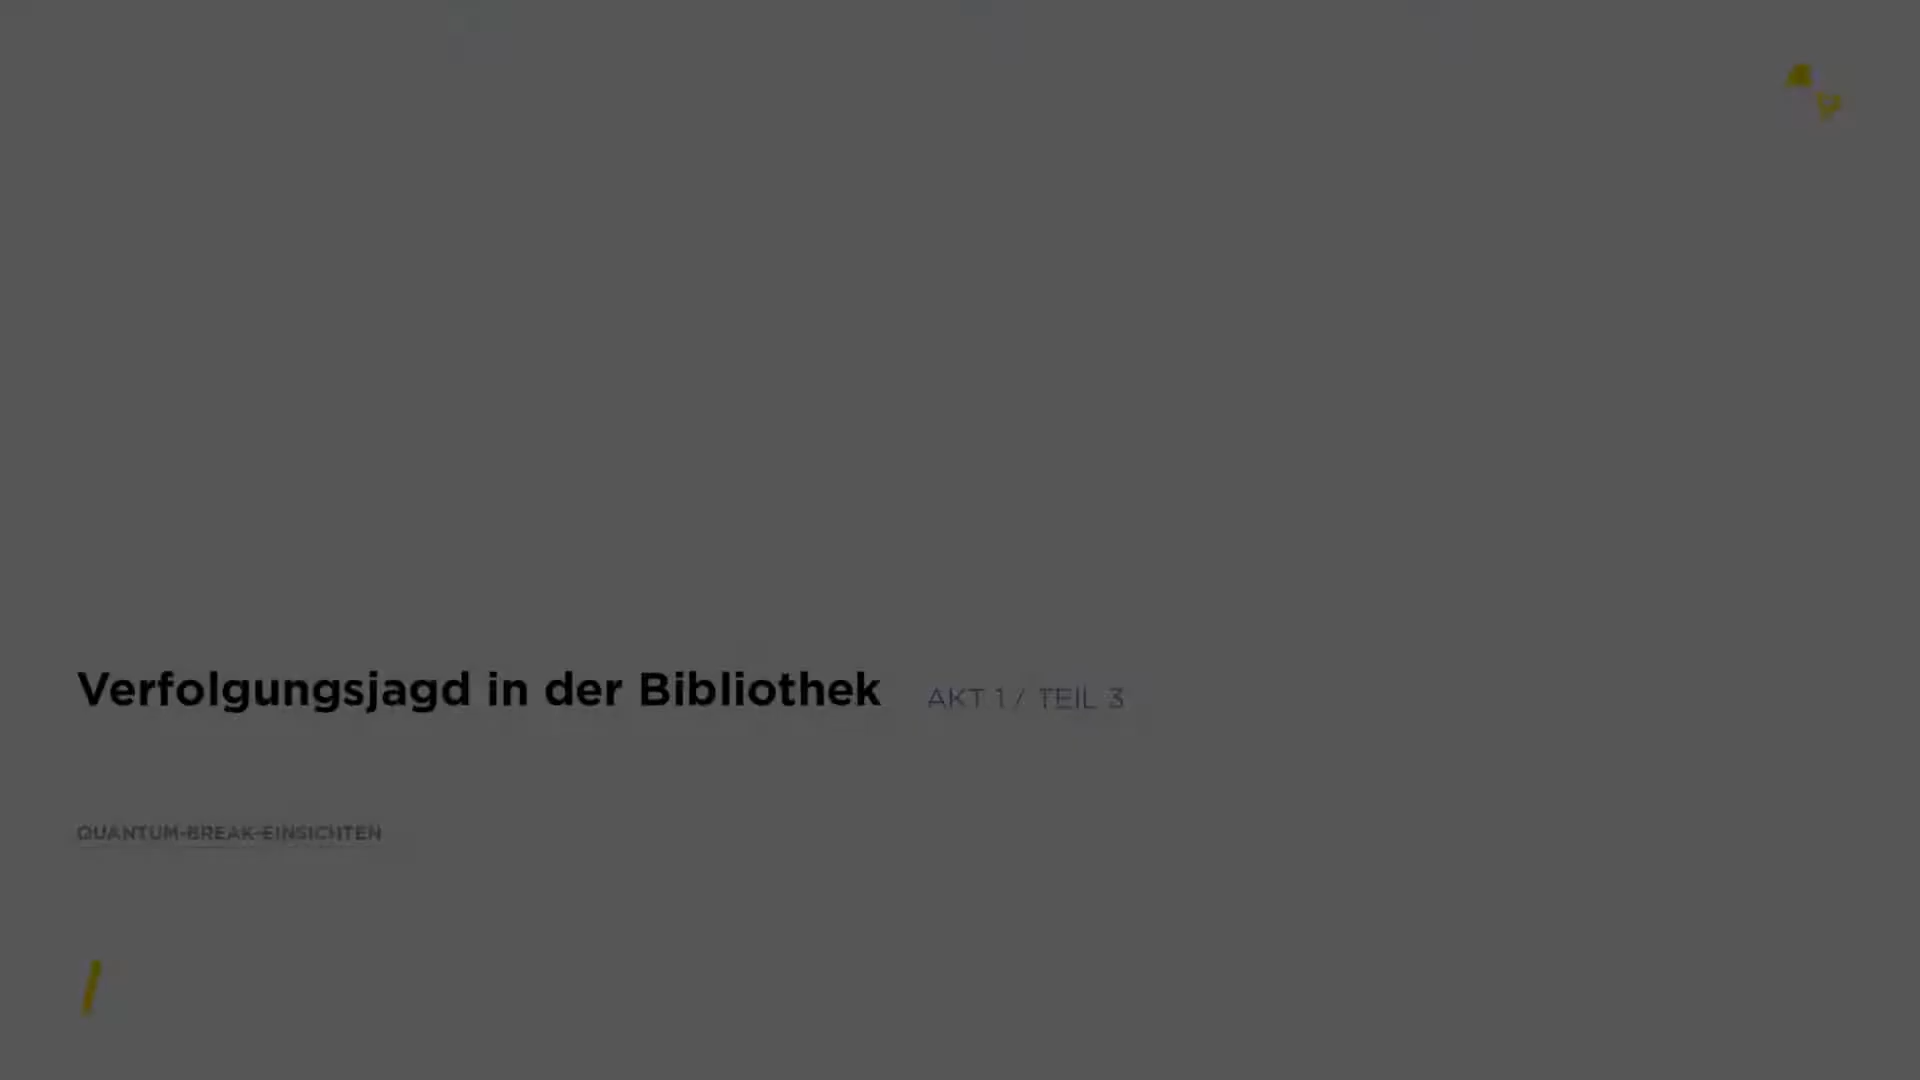 Verfolgungsjagd in der Bibliothek AKT 1 / TEIL 3
QUANTUM-BREAK-EINSICHTEN